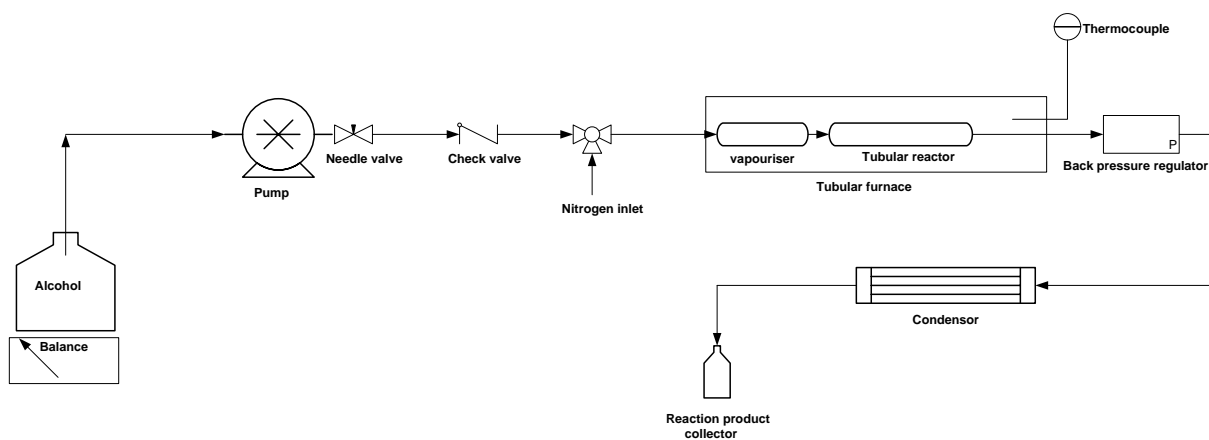 Thermocouple
Needle valve
Check valve
vapouriser
Tubular reactor
P
Back pressure regulator
Pump
Nitrogen inlet
Tubular furnace
Alcohol
Balance
Condensor
Reaction product
collector